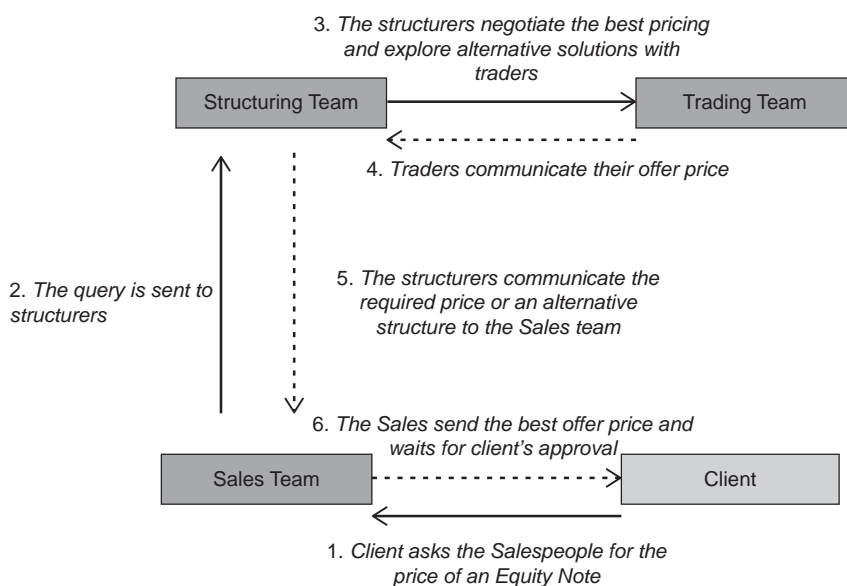 3. The structurers negotiate the best pricing
and explore alternative solutions with
traders
Structuring Team
Trading Team
4. Traders communicate their offer price
2. The query is sent to
structurers
5. The structurers communicate the
required price or an alternative
structure to the Sales team
6. The Sales send the best offer price and
waits for client's approval
Sales Team
Client
1. Client asks the Salespeople for the
price of an Equity Note